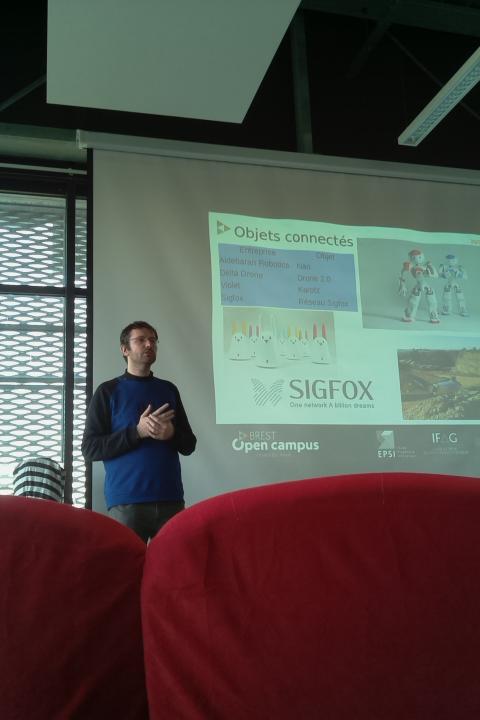 Objets connectés
Entreprise Objet
Aldebaran Robotics Nao
Delta Drone Drone 2.0
Violet Karotz
Sigfox Réseau Sigfox
SIGFOX
One network A billion dreams
BREST
Open campus
EPSI
IFAG